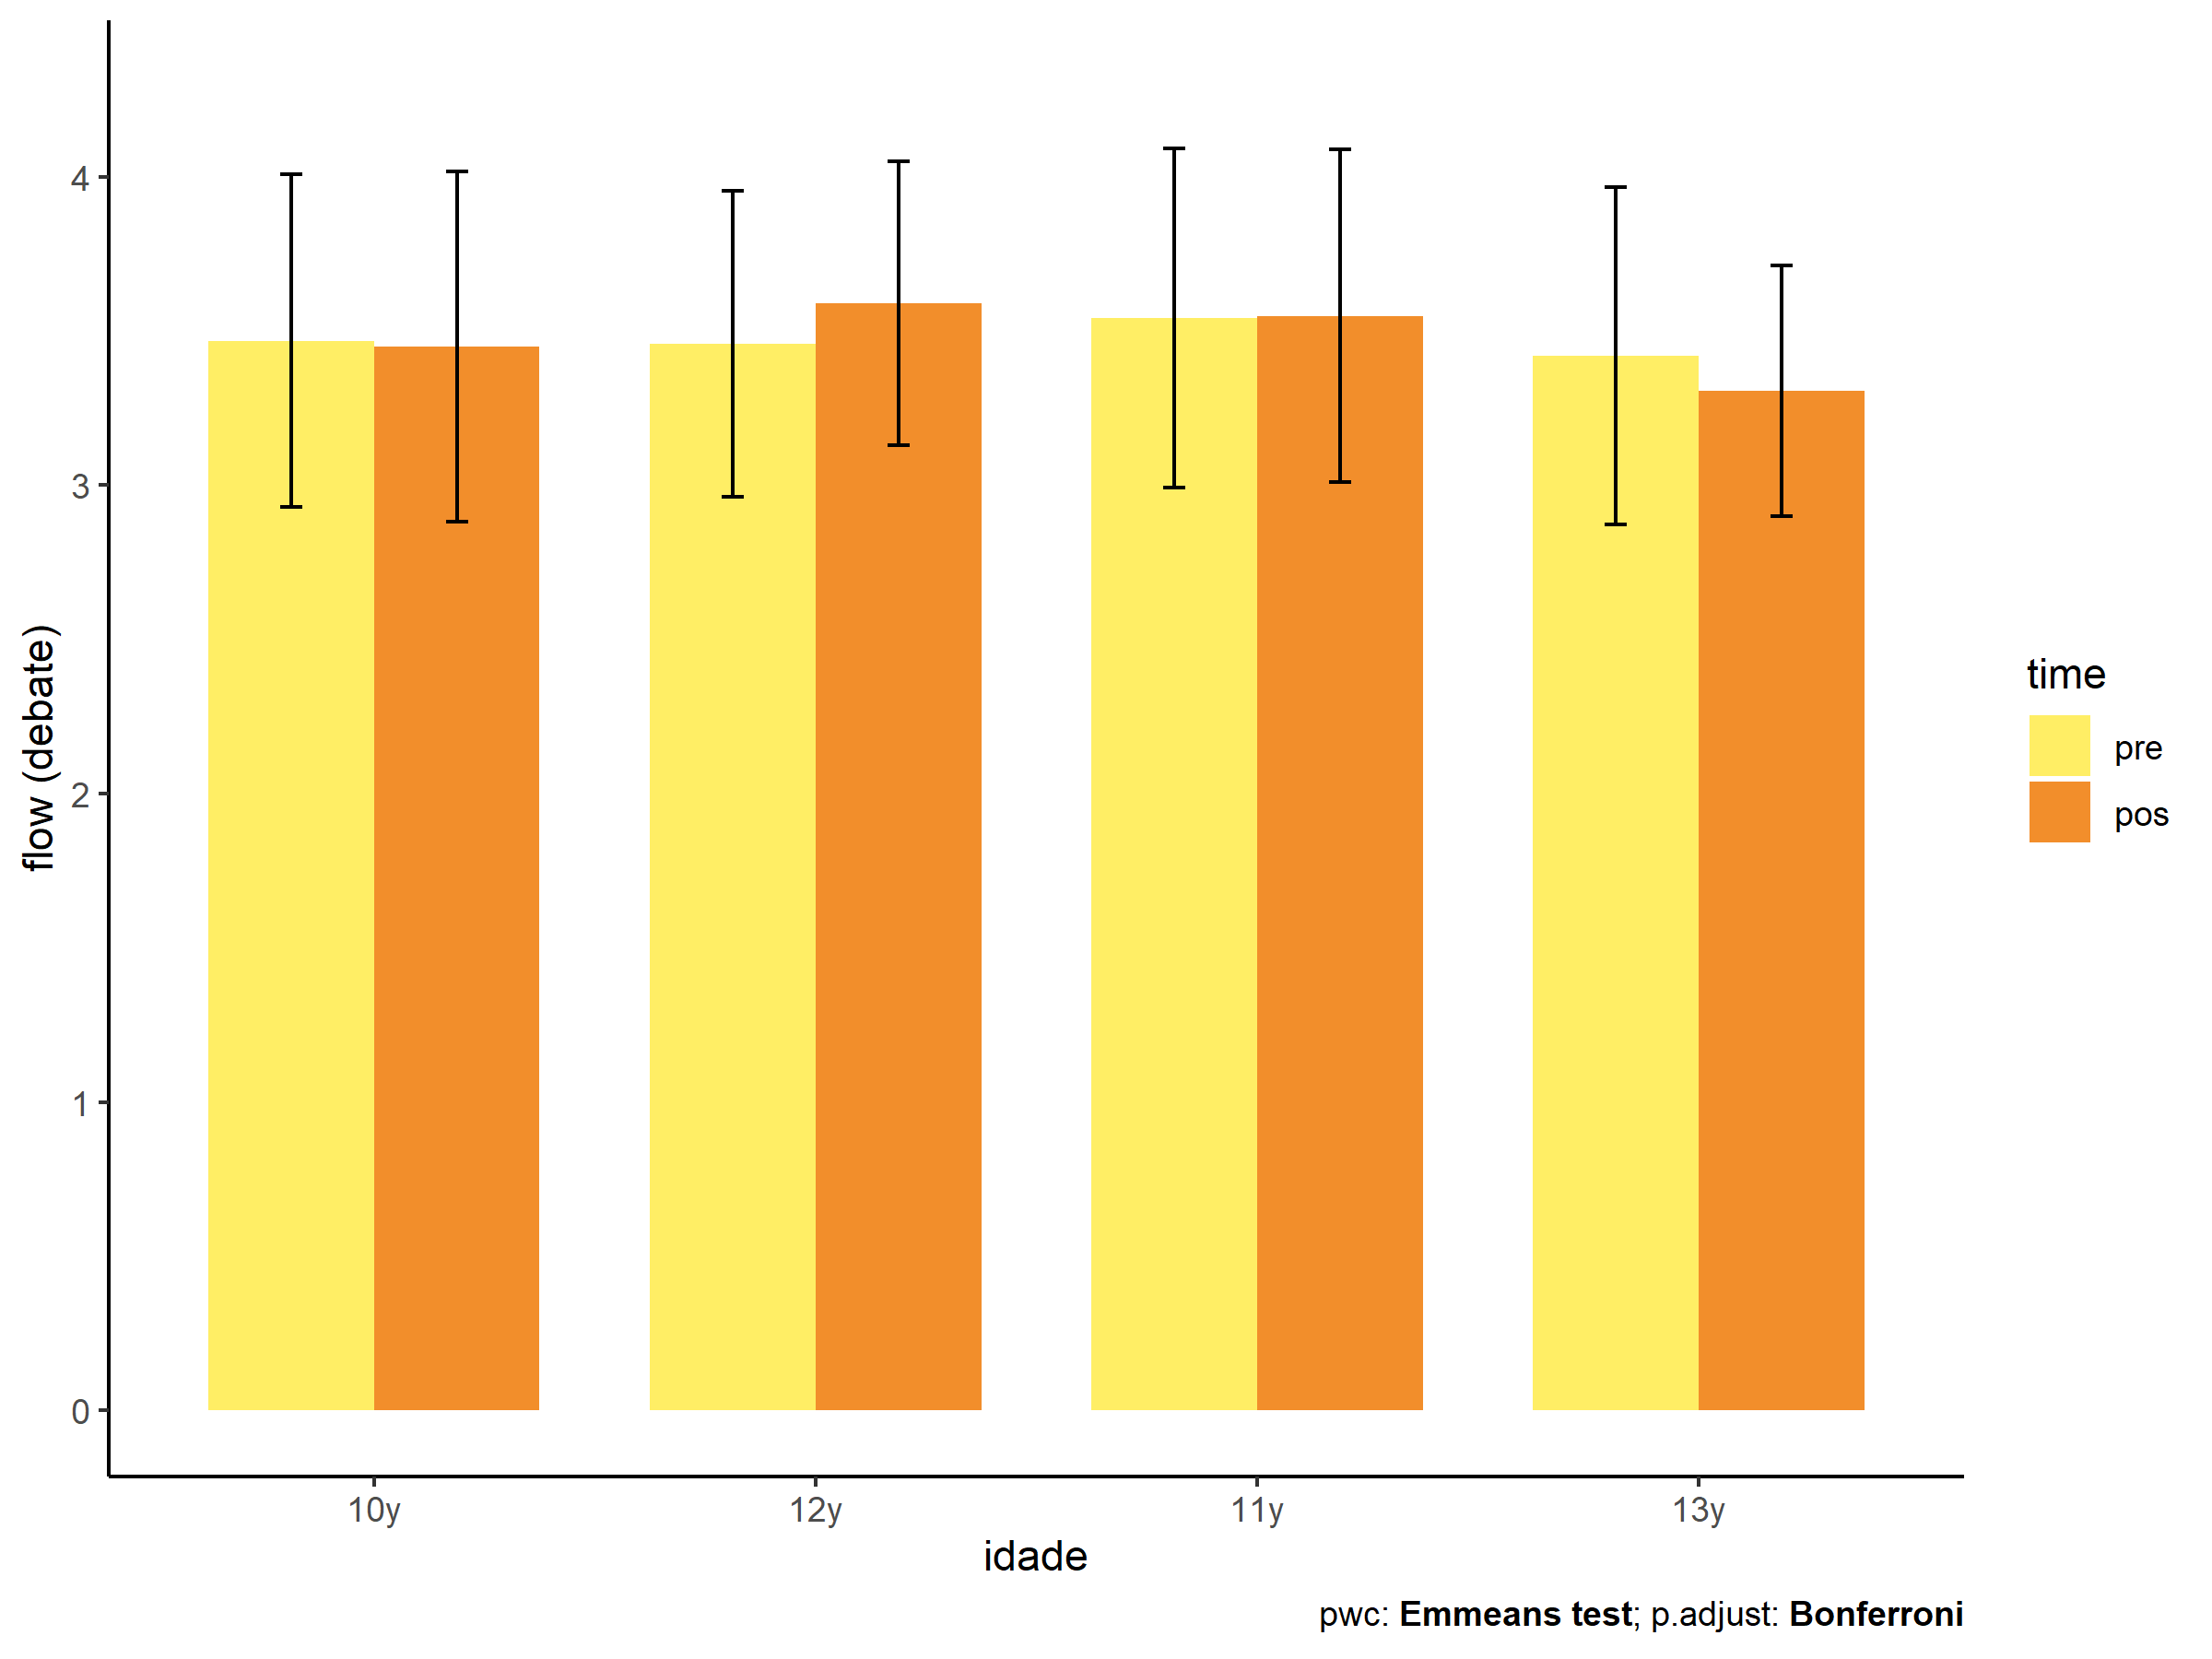 flow (debate)
4
3
2
1
0
10y 12y 11y 13y
idade
time
pre
pos
pwc: Emmeans test; p.adjust: Bonferroni